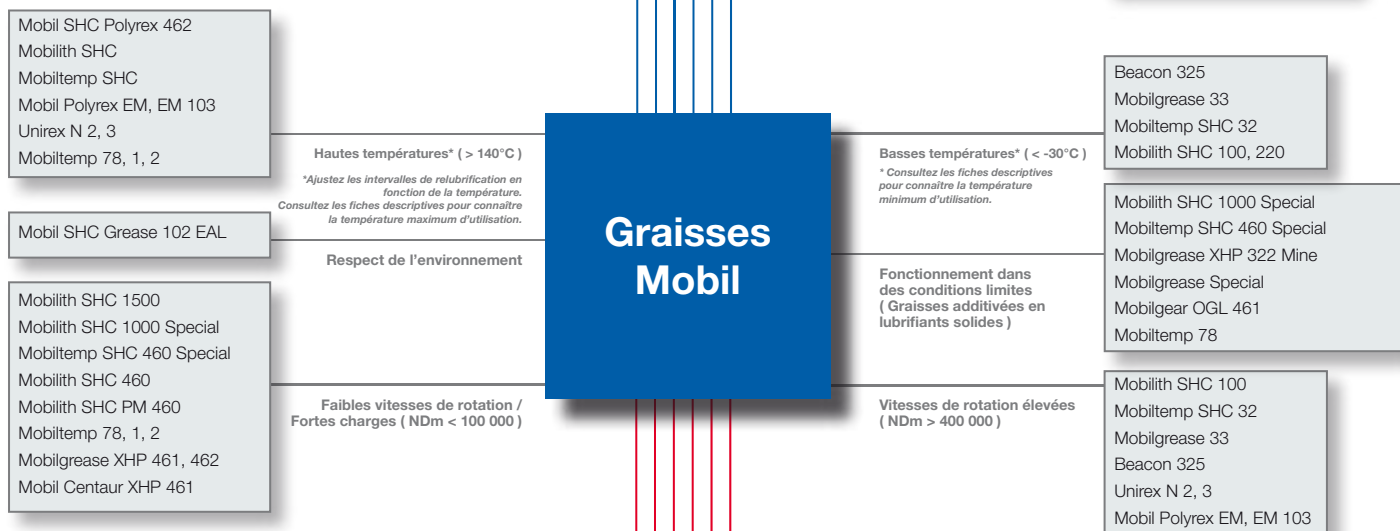 Mobil SHC Polyrex 462
Mobilith SHC
Mobiltemp SHC
Mobil Polyrex EM, EM 103
Unirex N 2, 3
Mobiltemp 78, 1, 2
Hautes températures* ( > 140°C )
*Ajustez les intervalles de relubrification en
fonction de la température.
Consultez les fiches descriptives pour connaître
la température maximum d'utilisation.
Mobil SHC Grease 102 EAL
Respect de l'environnement
Mobilith SHC 1500
Mobilith SHC 1000 Special
Mobiltemp SHC 460 Special
Mobilith SHC 460
Mobilith SHC PM 460
Mobiltemp 78, 1, 2
Mobilgrease XHP 461, 462
Mobil Centaur XHP 461
Faibles vitesses de rotation /
Fortes charges ( NDm < 100 000 )
Graisses
Mobil
Beacon 325
Mobilgrease 33
Mobiltemp SHC 32
Mobilith SHC 100, 220
Basses températures* ( < -30°C )
* Consultez les fiches descriptives
pour connaître la température
minimum d'utilisation.
Mobilith SHC 1000 Special
Mobiltemp SHC 460 Special
Mobilgrease XHP 322 Mine
Mobilgrease Special
Mobilgear OGL 461
Mobiltemp 78
Fonctionnement dans
des conditions limites
( Graisses additivées en
lubrifiants solides )
Mobilith SHC 100
Mobiltemp SHC 32
Mobilgrease 33
Beacon 325
Unirex N 2, 3
Mobil Polyrex EM, EM 103
Vitesses de rotation élevées
( NDm > 400 000 )